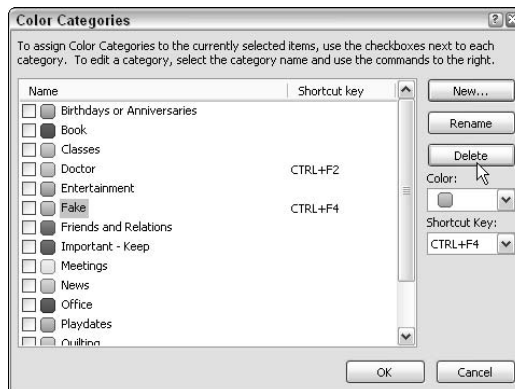 Color Categories
To assign Color Categories to the currently selected items, use the checkboxes next to each
category. To edit a category, select the category name and use the commands to the right.
Name Shortcut key
Birthdays or Anniversaries
Book
Classes
Doctor CTRL+F2
Entertainment
Fake CTRL+F4
Friends and Relations
Important - Keep
Meetings
News
Office
Playdates
Quilting
New...
Rename
Delete
Color:
Shortcut Key:
CTRL+F4
OK Cancel